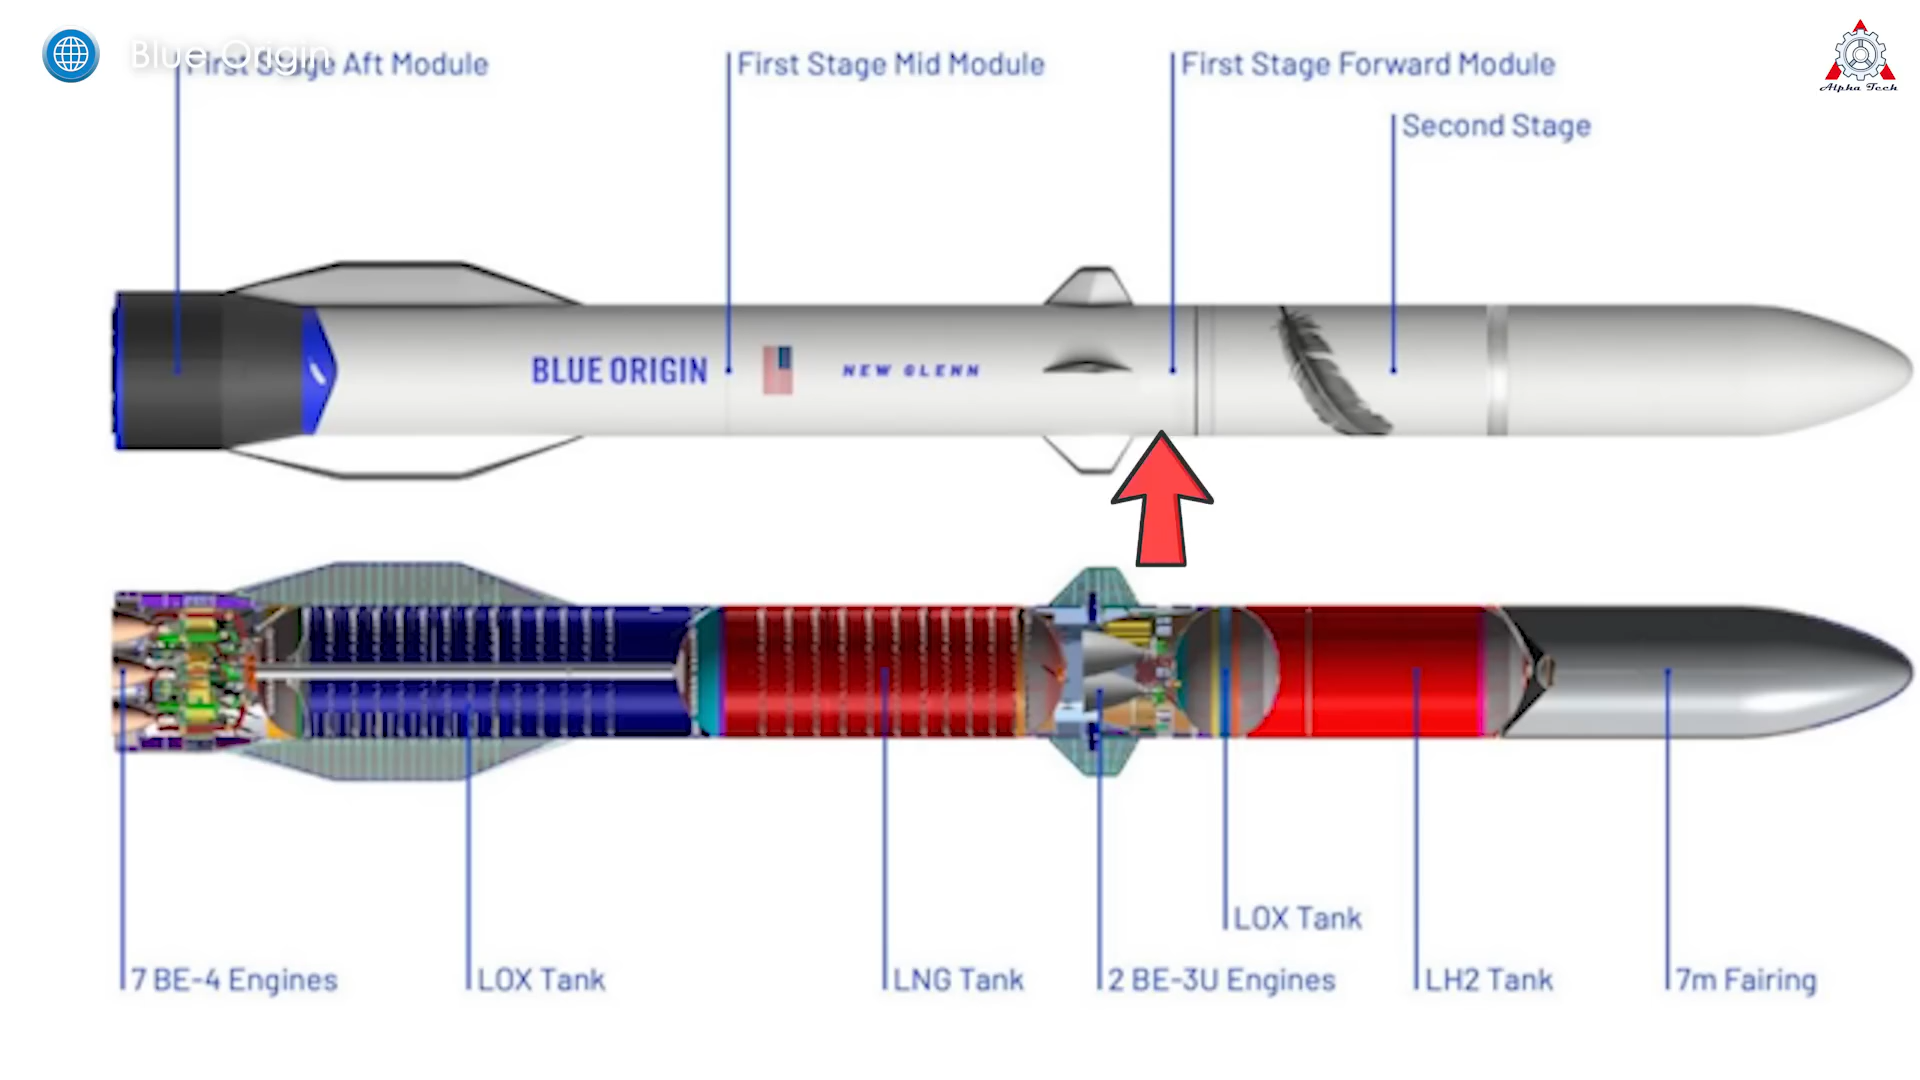 Blue Origin
First Stage Aft Module
First Stage Mid Module
First Stage Forward Module
Alpha Tech
Second Stage
BLUE ORIGIN
NEW GLENN
LOX Tank
7 BE-4 Engines
LOX Tank
LNG Tank
2 BE-3U Engines
LH2 Tank
7m Fairing